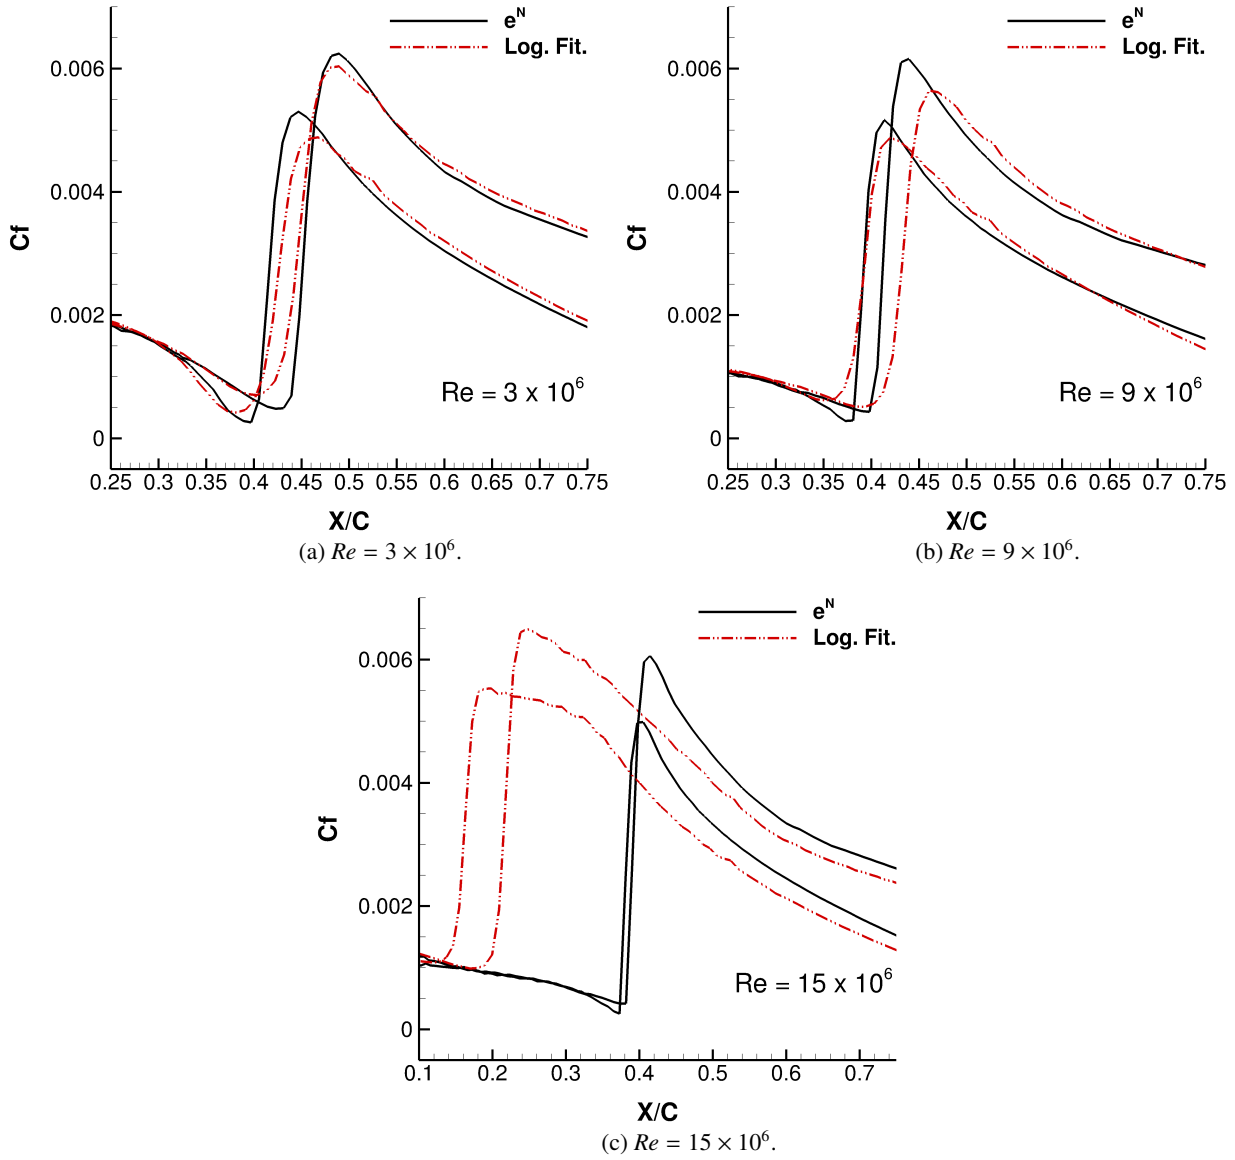 e^N
Log. Fit.
0.006
0.004
Cf
0.002
0
Re = 3 x 10^6
0.25 0.3 0.35 0.4 0.45 0.5 0.55 0.6 0.65 0.7 0.75
X/C
(a) Re = 3 × 10^6.
e^N
Log. Fit.
0.006
0.004
Cf
0.002
0
Re = 9 x 10^6
0.25 0.3 0.35 0.4 0.45 0.5 0.55 0.6 0.65 0.7 0.75
X/C
(b) Re = 9 × 10^6.
e^N
Log. Fit.
0.006
0.004
Cf
0.002
0
Re = 15 x 10^6
0.1 0.2 0.3 0.4 0.5 0.6 0.7
X/C
(c) Re = 15 × 10^6.